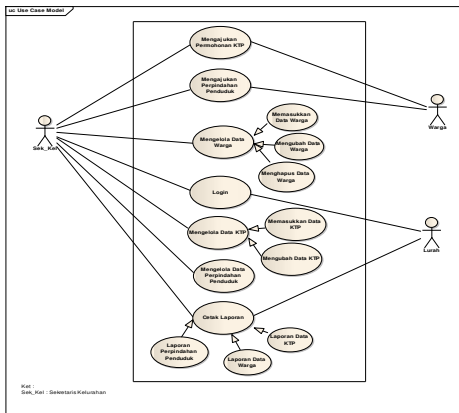 uc Use Case Model
Mengajukan
Permohonan KTP
Mengajukan
Perpindahan
Penduduk
Sek_Kel
Warga
Mengelola Data
Warga
Memasukkan
Data Warga
Mengubah Data
Warga
Menghapus Data
Warga
Login
Mengelola Data KTP
Memasukkan Data
KTP
Mengubah Data KTP
Lurah
Mengelola Data
Perpindahan
Penduduk
Cetak Laporan
Laporan
Perpindahan
Penduduk
Laporan Data
Warga
Laporan Data
KTP
Ket :
Sek_Kel : Sekretaris Kelurahan